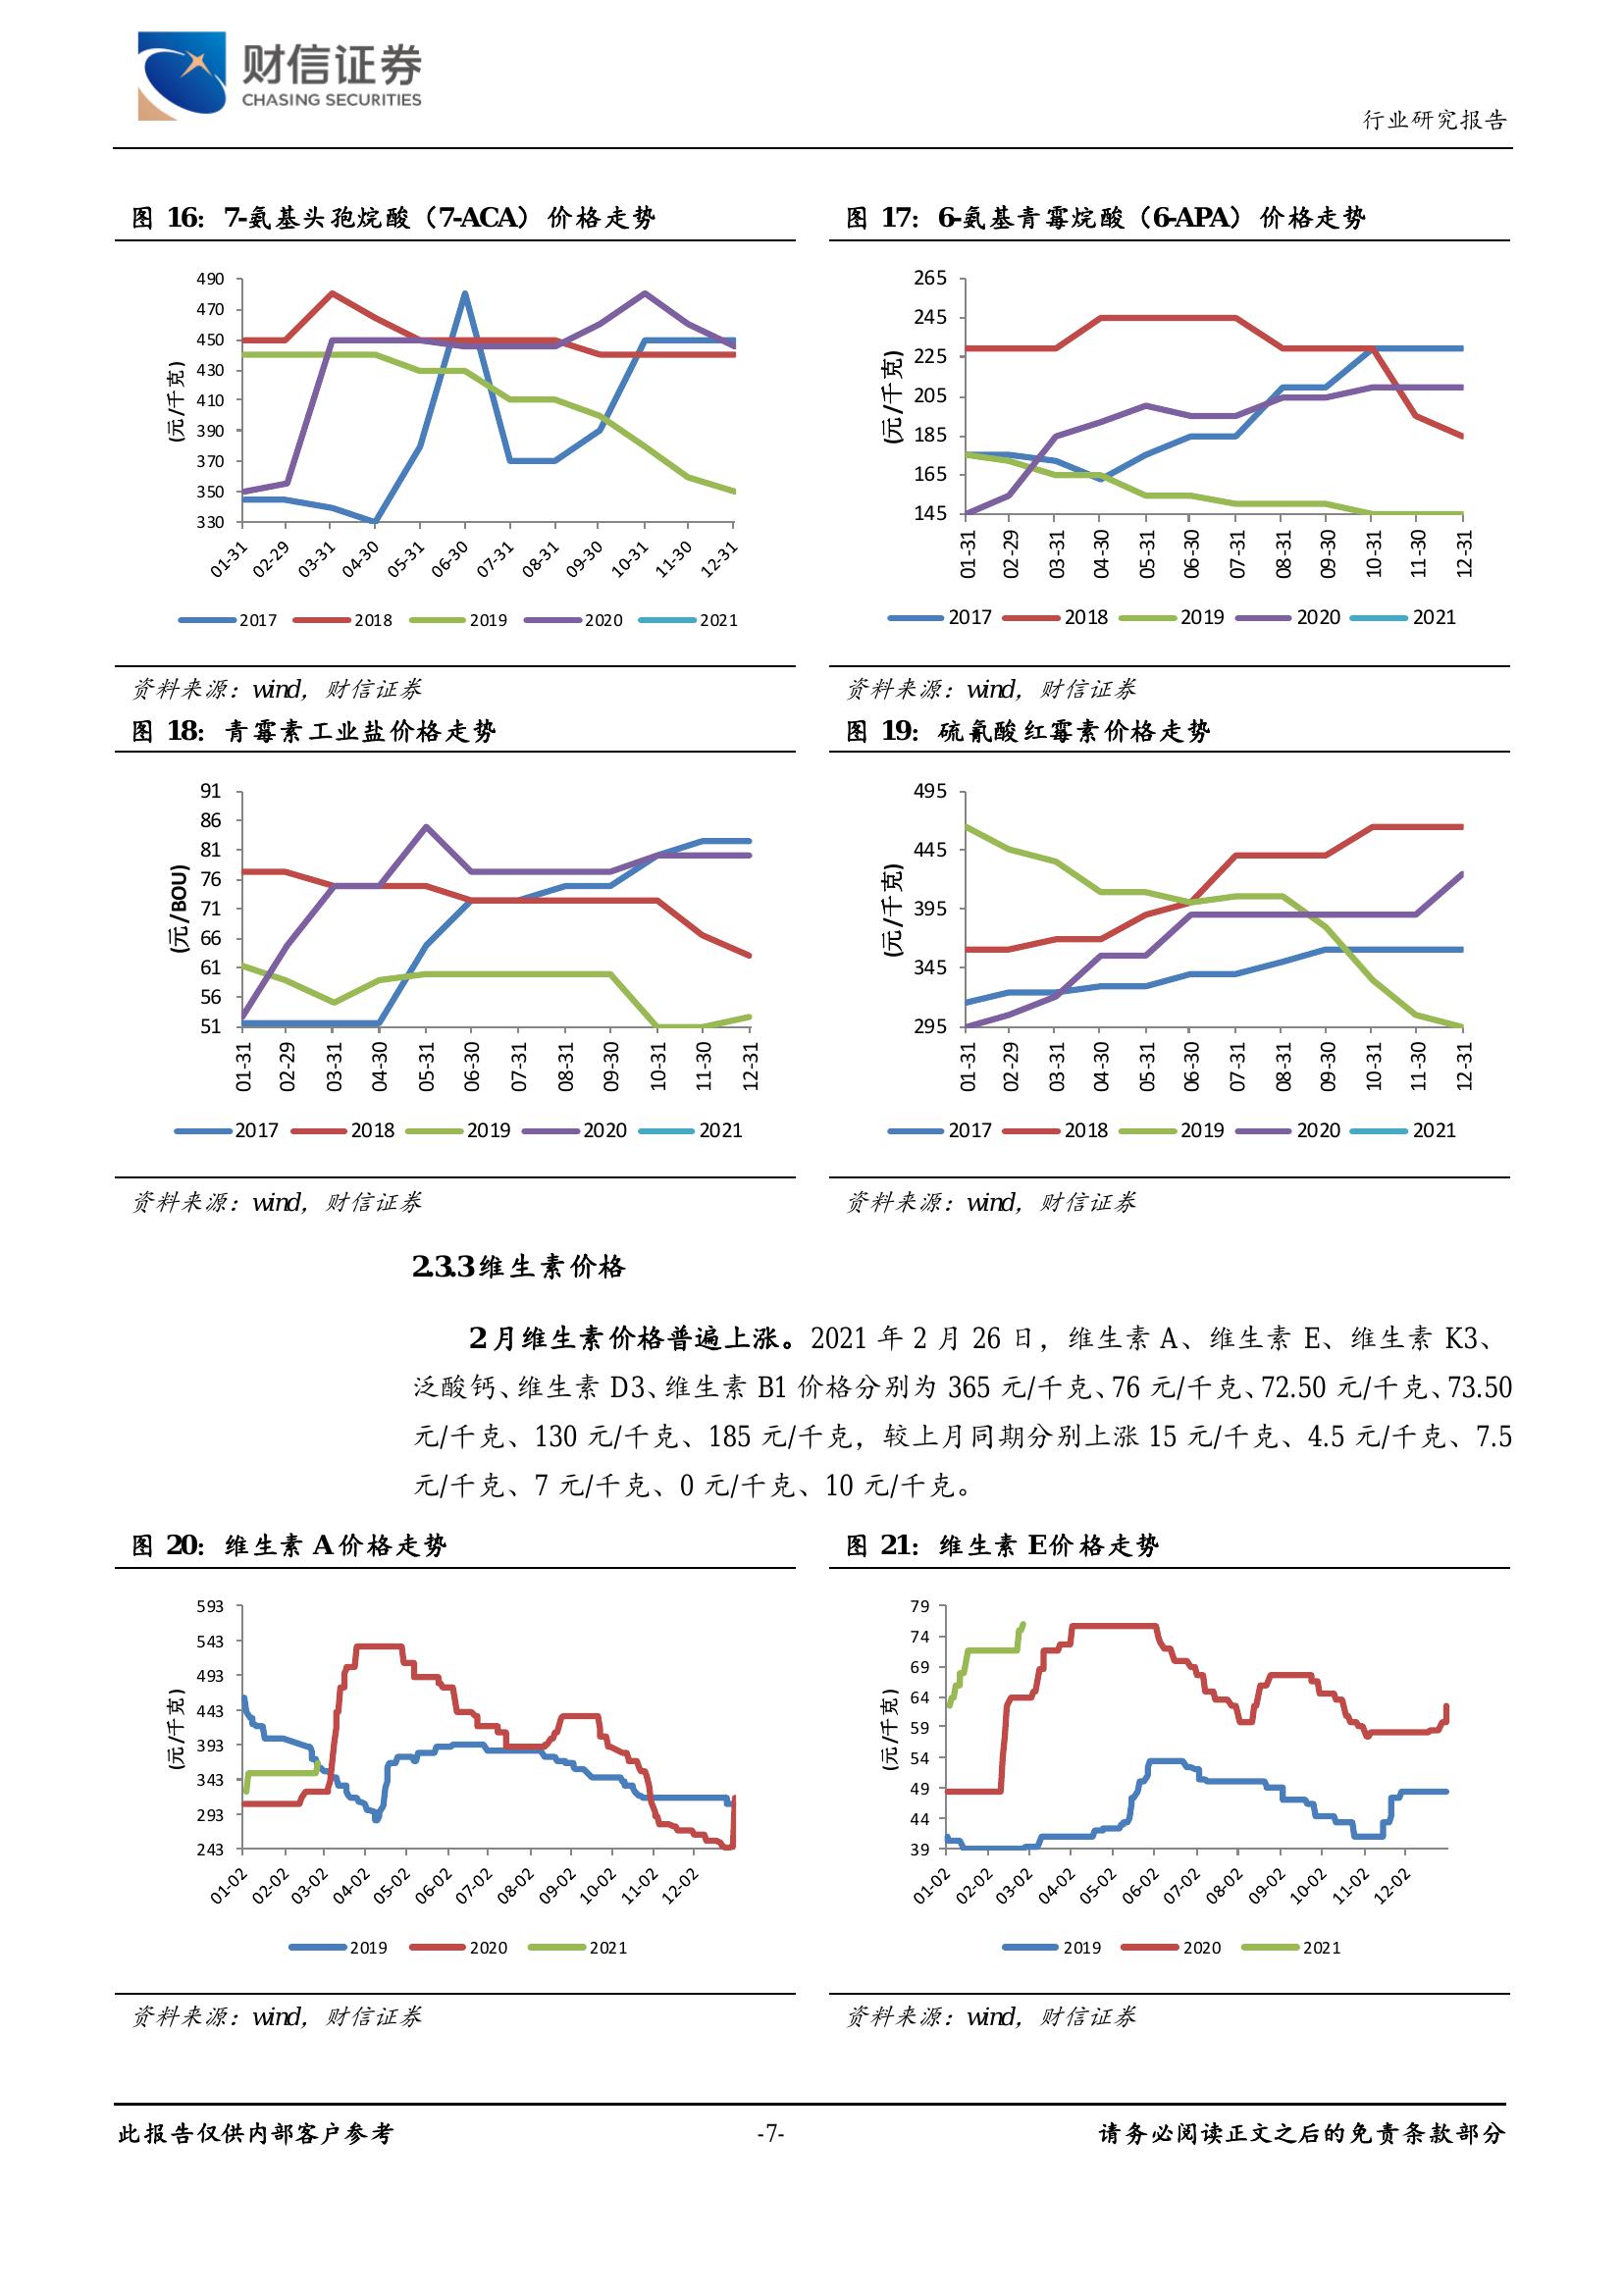 财信证券
CHASING SECURITIES
行业研究报告
图 16：7-氨基头孢烷酸（7-ACA）价格走势
490
470
450
430
410
390
370
350
330
(元/千克)
01-31 02-29 03-31 04-30 05-31 06-30 07-31 08-31 09-30 10-31 11-30 12-31
2017 2018 2019 2020 2021
资料来源：wind，财信证券
图 17：6-氨基青霉烷酸（6-APA）价格走势
265
245
225
205
185
165
145
(元/千克)
01-31 02-29 03-31 04-30 05-31 06-30 07-31 08-31 09-30 10-31 11-30 12-31
2017 2018 2019 2020 2021
资料来源：wind，财信证券
图 18：青霉素工业盐价格走势
91
86
81
76
71
66
61
56
51
(元/BOU)
01-31 02-29 03-31 04-30 05-31 06-30 07-31 08-31 09-30 10-31 11-30 12-31
2017 2018 2019 2020 2021
资料来源：wind，财信证券
图 19：硫氰酸红霉素价格走势
495
445
395
345
295
(元/千克)
01-31 02-29 03-31 04-30 05-31 06-30 07-31 08-31 09-30 10-31 11-30 12-31
2017 2018 2019 2020 2021
资料来源：wind，财信证券
2.3.3 维生素价格
2 月维生素价格普遍上涨。2021 年 2 月 26 日，维生素 A、维生素 E、维生素 K3、
泛酸钙、维生素 D3、维生素 B1 价格分别为 365 元/千克、76 元/千克、72.50 元/千克、73.50
元/千克、130 元/千克、185 元/千克，较上月同期分别上涨 15 元/千克、4.5 元/千克、7.5
元/千克、7 元/千克、0 元/千克、10 元/千克。
图 20：维生素 A 价格走势
593
543
493
443
393
343
293
243
(元/千克)
01-02 02-02 03-02 04-02 05-02 06-02 07-02 08-02 09-02 10-02 11-02 12-02
2019 2020 2021
资料来源：wind，财信证券
图 21：维生素 E 价格走势
79
74
69
64
59
54
49
44
39
(元/千克)
01-02 02-02 03-02 04-02 05-02 06-02 07-02 08-02 09-02 10-02 11-02 12-02
2019 2020 2021
资料来源：wind，财信证券
此报告仅供内部客户参考 -7- 请务必阅读正文之后的免责条款部分